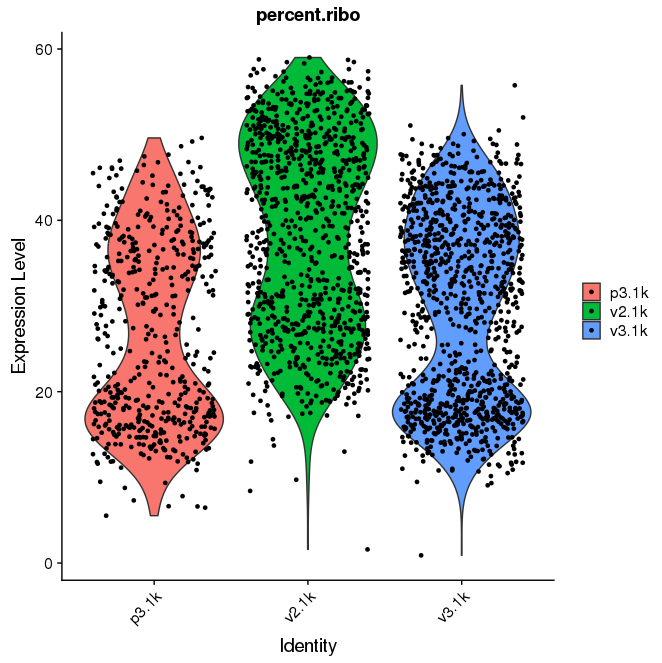 percent.ribo
60
40
20
0
Expression Level
p3.1k
v2.1k
v3.1k
Identity
p3.1k
v2.1k
v3.1k